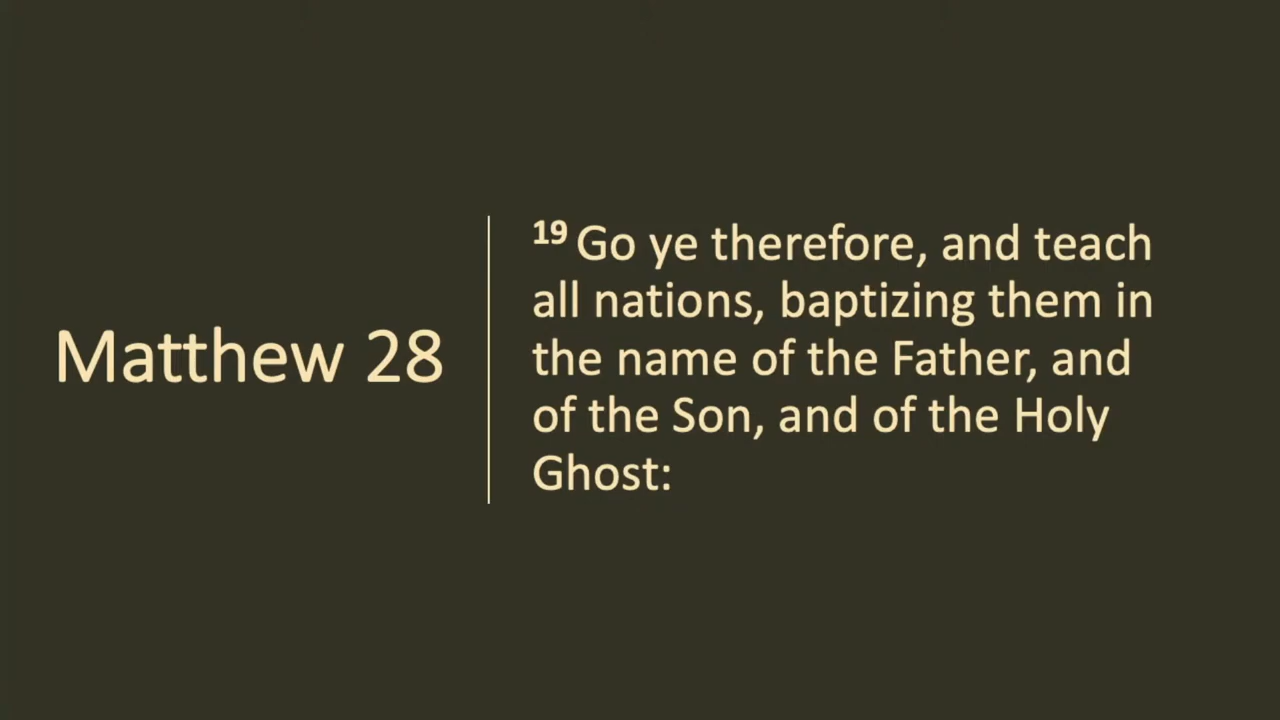 Matthew 28
19 Go ye therefore, and teach
all nations, baptizing them in
the name of the Father, and
of the Son, and of the Holy
Ghost: